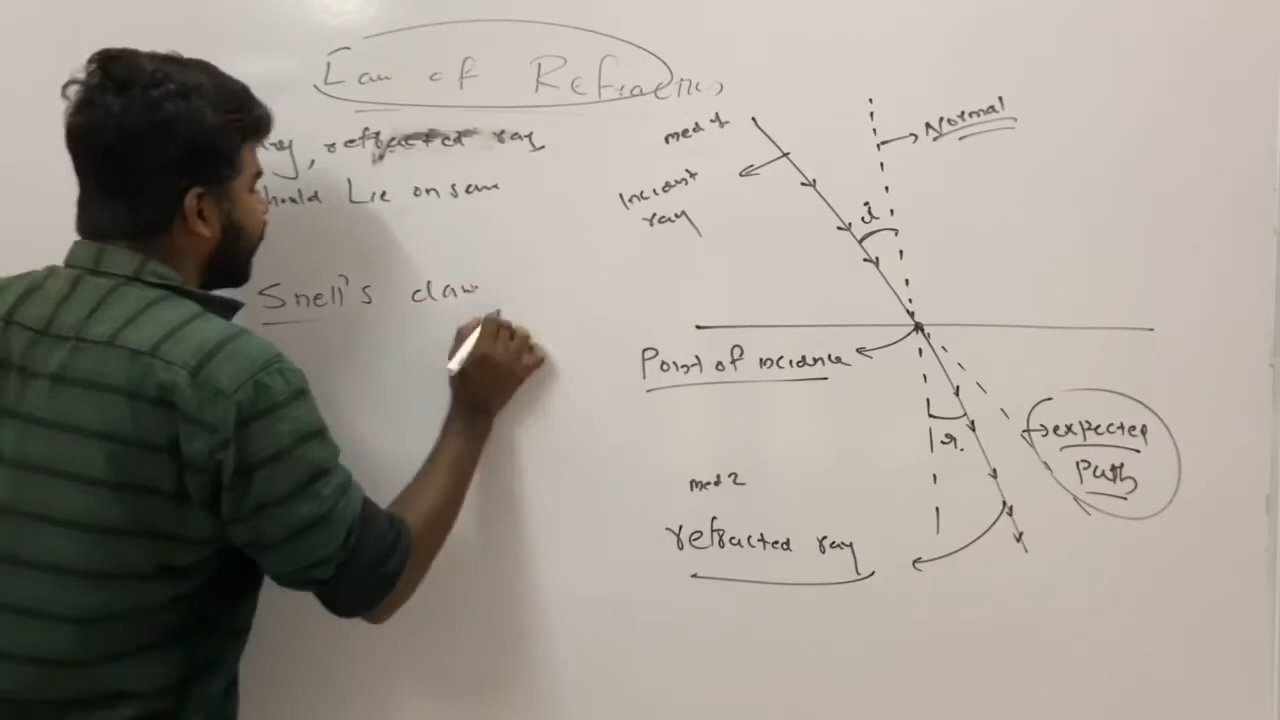 Law of Refraction
ray, refracted ray
should Lie on same
Snell's law
med 1
Normal
Incident
ray
i
Point of incidence
r
expected
Path
med 2
refracted ray